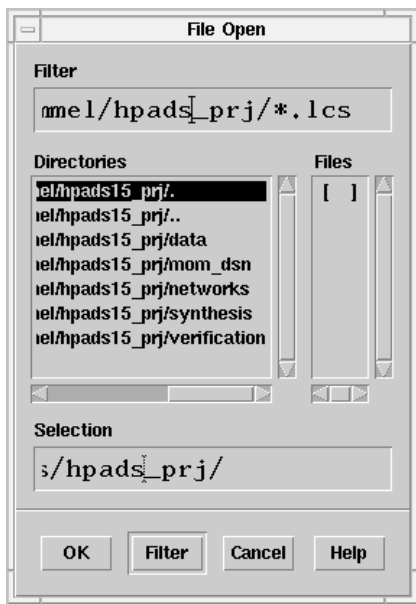 File Open
Filter
mmel/hpads_prj/*.lcs
Directories
Files
el/hpads15_prj/.
[ ]
el/hpads15_prj/..
el/hpads15_prj/data
el/hpads15_prj/mom_dsn
el/hpads15_prj/networks
el/hpads15_prj/synthesis
el/hpads15_prj/verification
Selection
s/hpads_prj/
OK
Filter
Cancel
Help